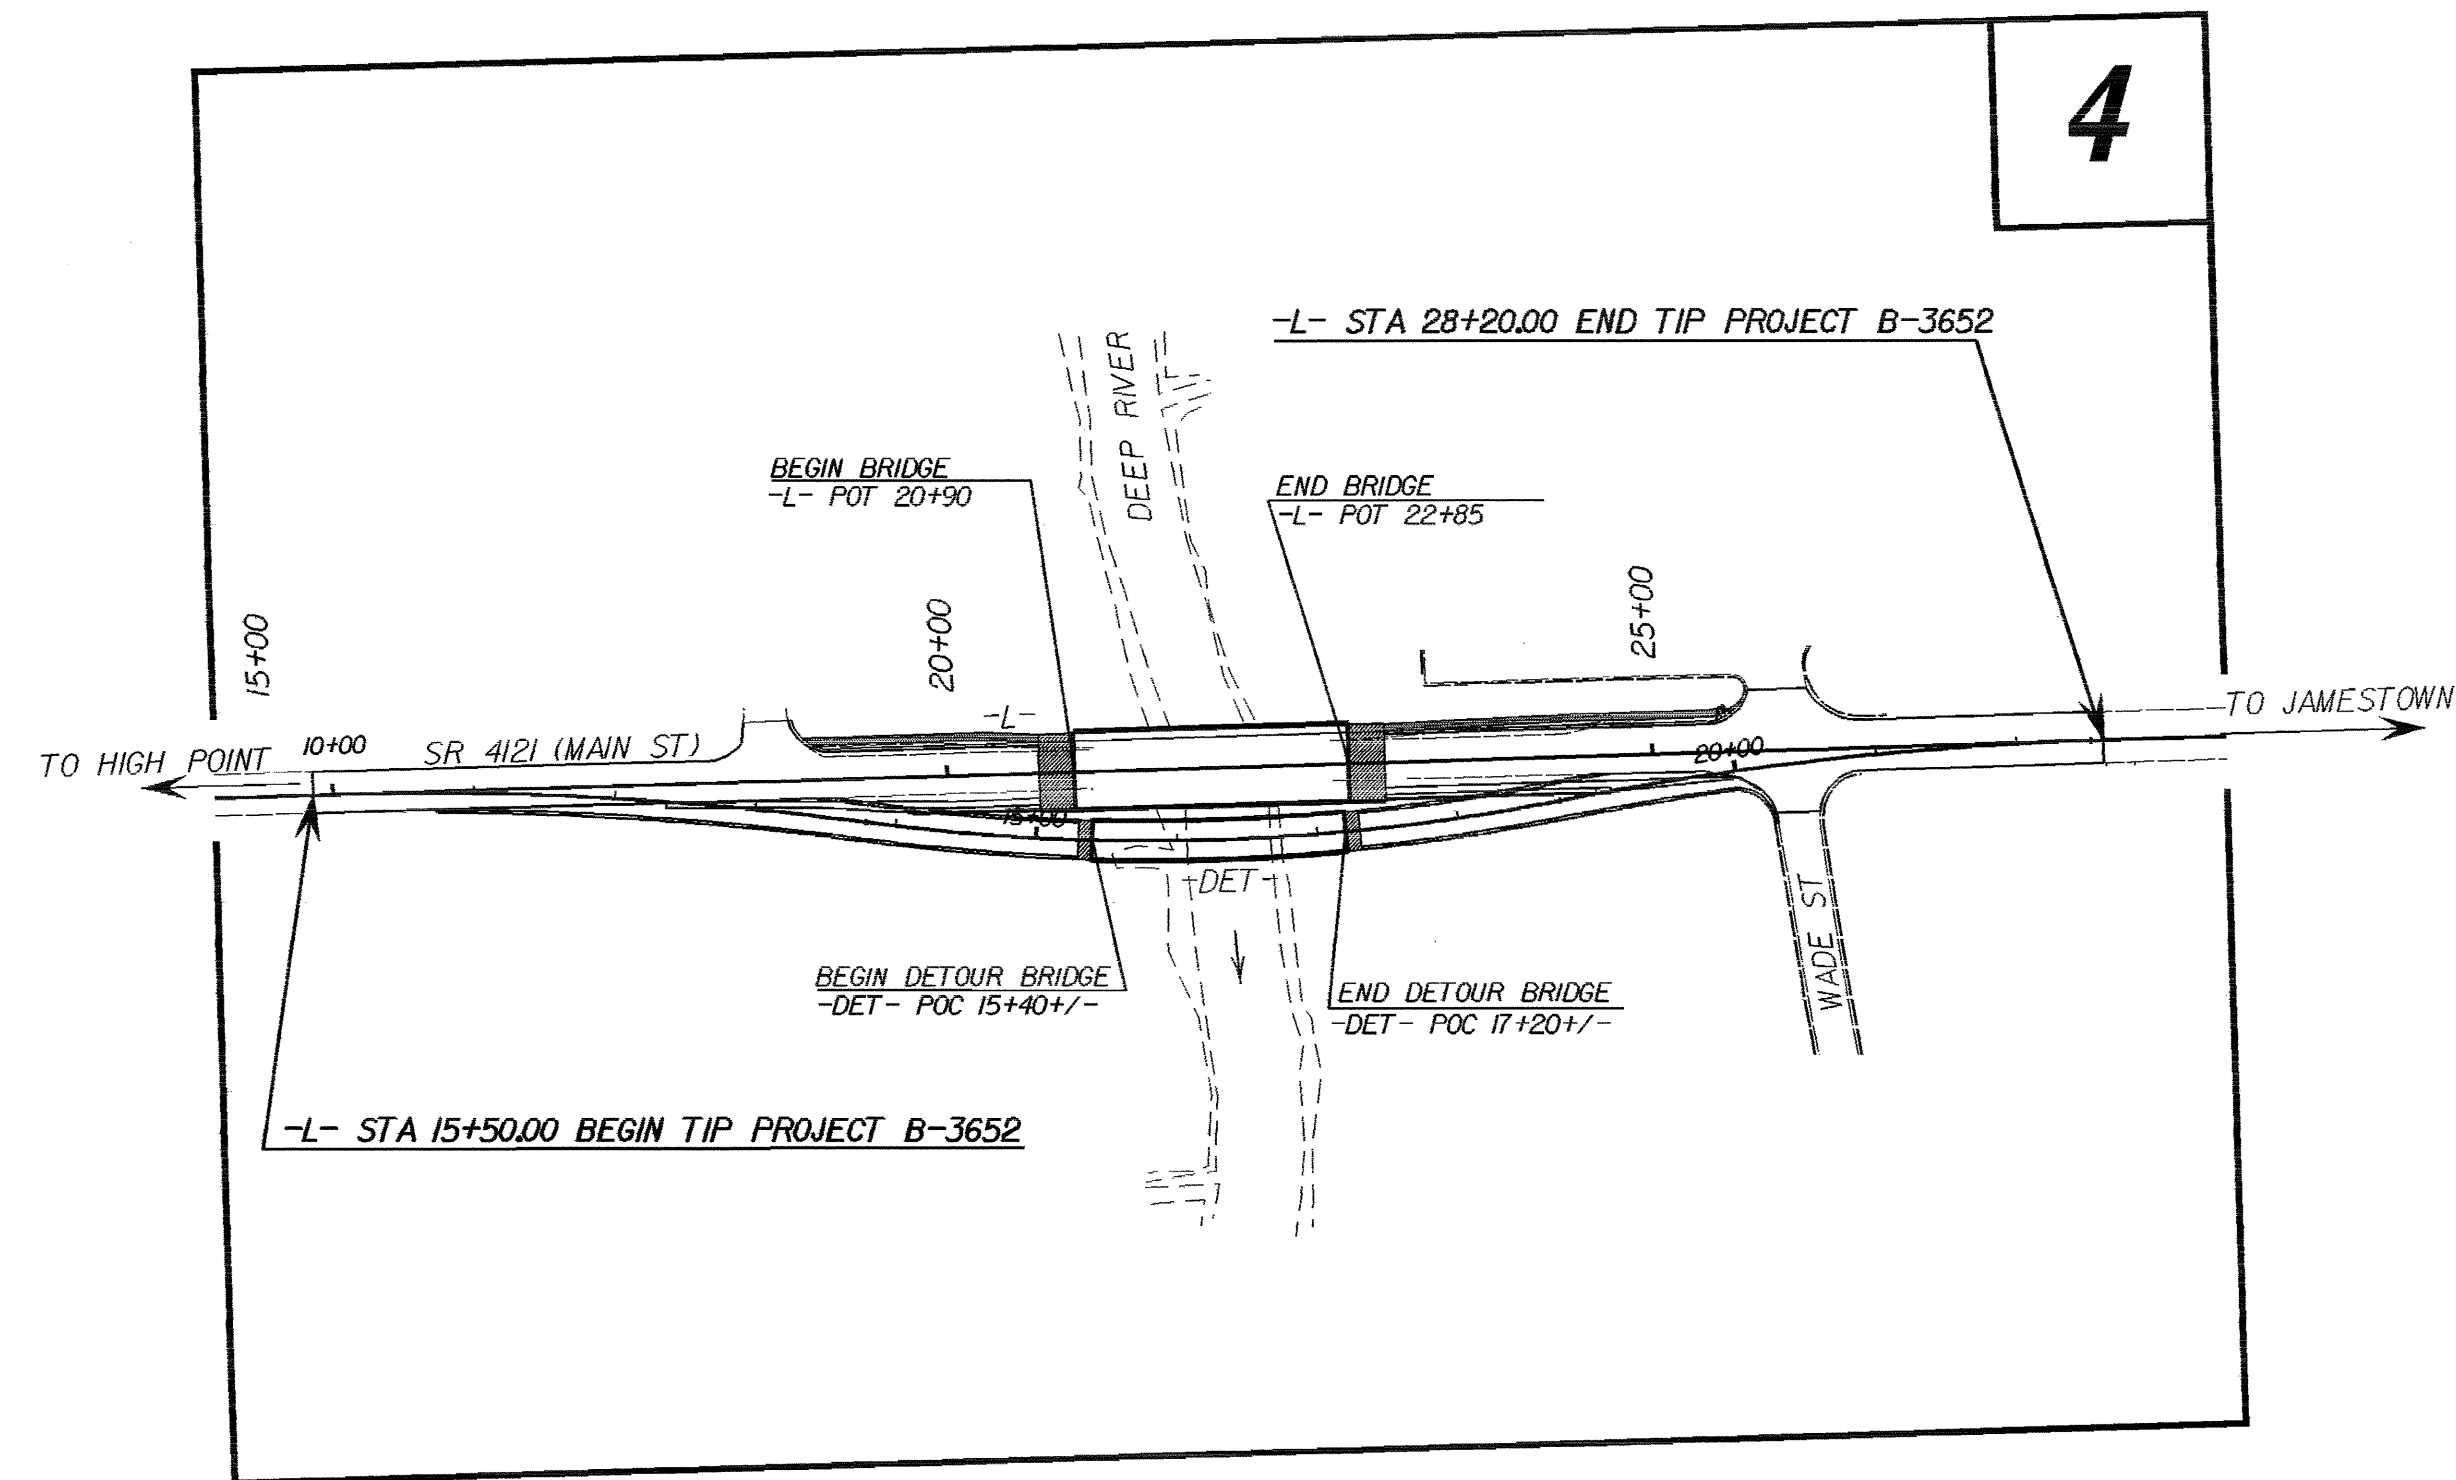 4
-L- STA 28+20.00 END TIP PROJECT B-3652
DEEP RIVER
BEGIN BRIDGE
-L- POT 20+90
END BRIDGE
-L- POT 22+85
15+00
20+00
25+00
-L-
TO HIGH POINT
10+00
SR 4121 (MAIN ST)
TO JAMESTOWN
20+00
15+00
-DET-
WADE ST
BEGIN DETOUR BRIDGE
-DET- POC 15+40+/-
END DETOUR BRIDGE
-DET- POC 17+20+/-
-L- STA 15+50.00 BEGIN TIP PROJECT B-3652